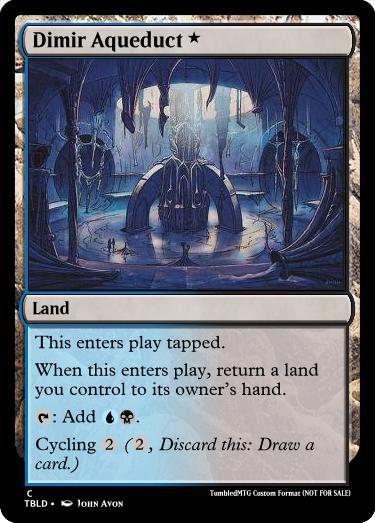 Dimir Aqueduct ★
Land
This enters play tapped.
When this enters play, return a land
you control to its owner's hand.
: Add .
Cycling 2 ( 2 , Discard this: Draw a
card.)
C
TBLD • John Avon
TumbledMTG Custom Format (NOT FOR SALE)